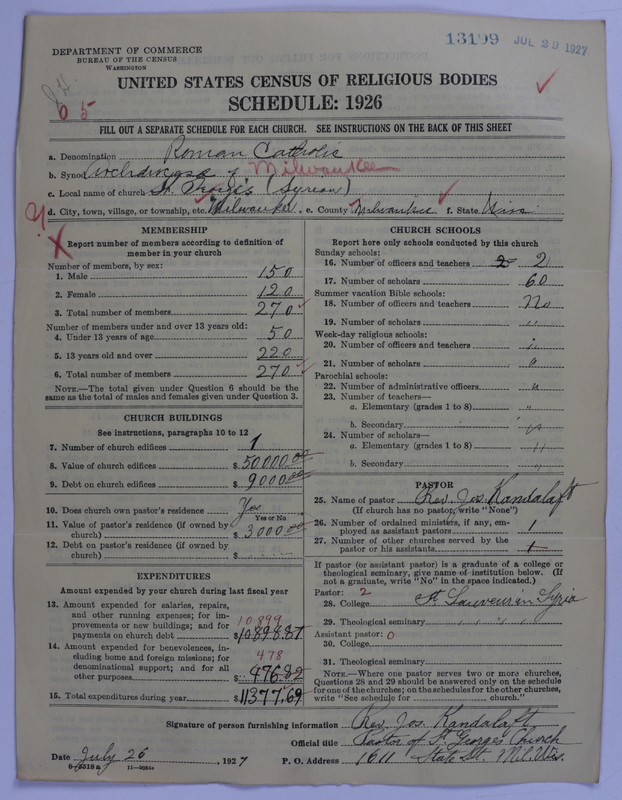 13199 JUL 29 1927
DEPARTMENT OF COMMERCE
BUREAU OF THE CENSUS
WASHINGTON
UNITED STATES CENSUS OF RELIGIOUS BODIES
SCHEDULE: 1926
05
FILL OUT A SEPARATE SCHEDULE FOR EACH CHURCH. SEE INSTRUCTIONS ON THE BACK OF THIS SHEET
a. Denomination Roman Catholic
b. Synod Archdiocese of Milwaukee
c. Local name of church St. George's (Syrian)
d. City, town, village, or township, etc. Milwaukee, e. County Milwaukee f. State Wis.
MEMBERSHIP
Report number of members according to definition of
member in your church
Number of members, by sex:
1. Male 150
2. Female 120
3. Total number of members 270
Number of members under and over 13 years old:
4. Under 13 years of age 50
5. 13 years old and over 220
6. Total number of members 270
NOTE.—The total given under Question 6 should be the
same as the total of males and females given under Question 3.
CHURCH BUILDINGS
See instructions, paragraphs 10 to 12
7. Number of church edifices 1
8. Value of church edifices $50,000.00
9. Debt on church edifices $9000.00
10. Does church own pastor's residence Yes
Yes or No
11. Value of pastor's residence (if owned by
church) $3000.00
12. Debt on pastor's residence (if owned by
church) $
EXPENDITURES
Amount expended by your church during last fiscal year
13. Amount expended for salaries, repairs,
and other running expenses; for im- 10,899
provements or new buildings; and for
payments on church debt $10898.87
14. Amount expended for benevolences, in-
cluding home and foreign missions; for 478
denominational support; and for all
other purposes $476.82
15. Total expenditures during year $11377.69
CHURCH SCHOOLS
Report here only schools conducted by this church
Sunday schools:
16. Number of officers and teachers 2 2
17. Number of scholars 60
Summer vacation Bible schools:
18. Number of officers and teachers No
19. Number of scholars "
Week-day religious schools:
20. Number of officers and teachers "
21. Number of scholars "
Parochial schools:
22. Number of administrative officers "
23. Number of teachers—
a. Elementary (grades 1 to 8) "
b. Secondary "
24. Number of scholars—
a. Elementary (grades 1 to 8) "
b. Secondary "
PASTOR
25. Name of pastor Rev. Jos. Kandalaft
(If church has no pastor, write "None")
26. Number of ordained ministers, if any, em-
ployed as assistant pastors 1
27. Number of other churches served by the
pastor or his assistants 1
If pastor (or assistant pastor) is a graduate of a college or
theological seminary, give name of institution below. (If
not a graduate, write "No" in the space indicated.)
Pastor: 2
28. College St Sauveur in Syria
29. Theological seminary " " "
Assistant pastor: 0
30. College
31. Theological seminary
NOTE.—Where one pastor serves two or more churches,
Questions 28 and 29 should be answered only on the schedule
for one of the churches; on the schedules for the other churches,
write "See schedule for church."
Signature of person furnishing information Rev. Jos. Kandalaft.
Official title Pastor of St. George's Church
Date July 26, 1927 P. O. Address 1611 State St. Mil. Wis.